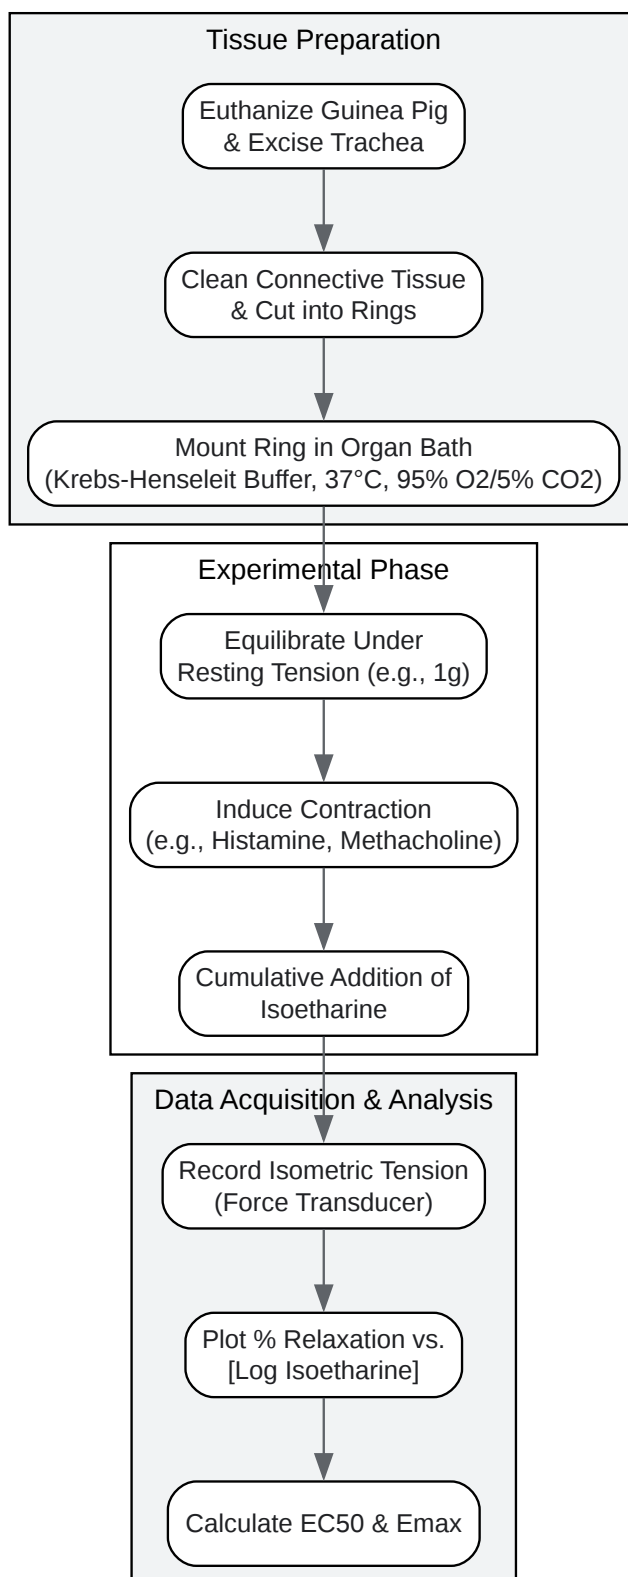 Tissue Preparation
Euthanize Guinea Pig
& Excise Trachea
Clean Connective Tissue
& Cut into Rings
Mount Ring in Organ Bath
(Krebs-Henseleit Buffer, 37°C, 95% O2/5% CO2)
Experimental Phase
Equilibrate Under
Resting Tension (e.g., 1g)
Induce Contraction
(e.g., Histamine, Methacholine)
Cumulative Addition of
Isoetharine
Data Acquisition & Analysis
Record Isometric Tension
(Force Transducer)
Plot % Relaxation vs.
[Log Isoetharine]
Calculate EC50 & Emax